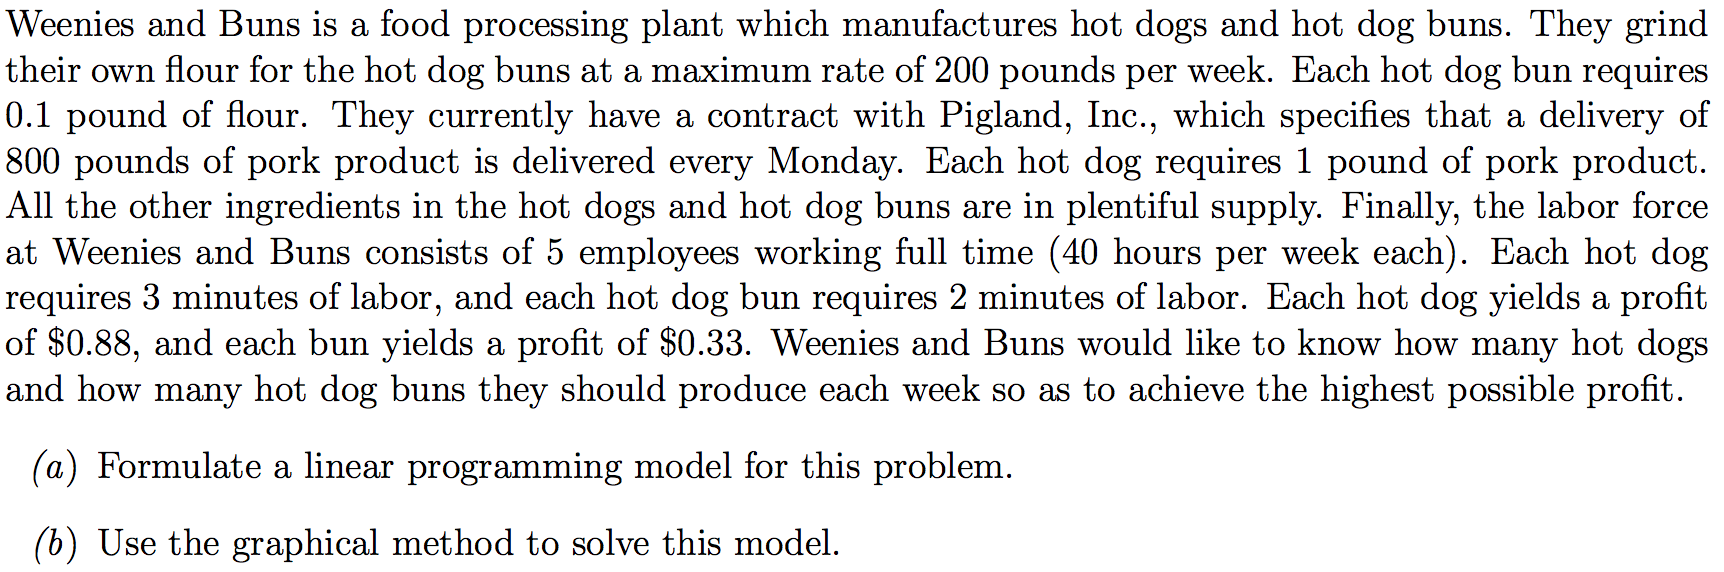 Weenies and Buns is a food processing plant which manufactures hot dogs and hot dog buns. They grind
their own flour for the hot dog buns at a maximum rate of 200 pounds per week. Each hot dog bun requires
0.1 pound of flour. They currently have a contract with Pigland, Inc., which specifies that a delivery of
800 pounds of pork product is delivered every Monday. Each hot dog requires 1 pound of pork product.
All the other ingredients in the hot dogs and hot dog buns are in plentiful supply. Finally, the labor force
at Weenies and Buns consists of 5 employees working full time (40 hours per week each). Each hot dog
requires 3 minutes of labor, and each hot dog bun requires 2 minutes of labor. Each hot dog yields a profit
of $0.88, and each bun yields a profit of $0.33. Weenies and Buns would like to know how many hot dogs
and how many hot dog buns they should produce each week so as to achieve the highest possible profit.
(a) Formulate a linear programming model for this problem.
(b) Use the graphical method to solve this model.